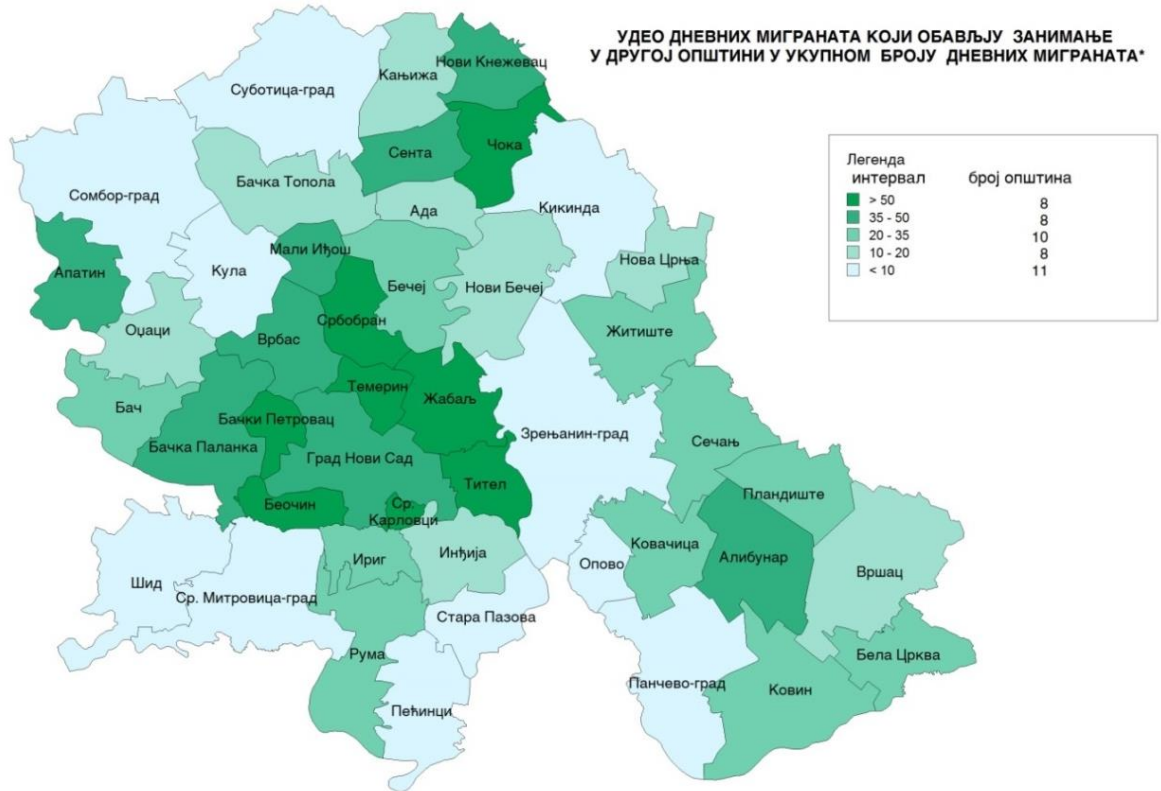 УДЕО ДНЕВНИХ МИГРАНАТА КОЈИ ОБАВЉЈУ ЗАНИМАЊЕ
У ДРУГОЈ ОПШТИНИ У УКУПНОМ БРОЈУ ДНЕВНИХ МИГРАНАТА*
Легенда
интервал број општина
> 50 8
35 - 50 8
20 - 35 10
10 - 20 8
< 10 11
Нови Кнежевац
Кањижа
Суботица-град
Чока
Сента
Бачка Топола
Сомбор-град
Ада
Кикинда
Мали Иђош
Нова Црња
Апатин
Кула
Бечеј
Нови Бечеј
Србобран
Оџаци
Врбас
Житиште
Темерин
Жабаљ
Бач
Бачки Петровац
Зрењанин-град
Сечањ
Бачка Паланка
Град Нови Сад
Тител
Пландиште
Беочин
Ср.
Карловци
Ковачица
Инђија
Ириг
Алибунар
Опово
Вршац
Шид
Ср. Митровица-град
Стара Пазова
Рума
Бела Црква
Панчево-град
Ковин
Пећинци